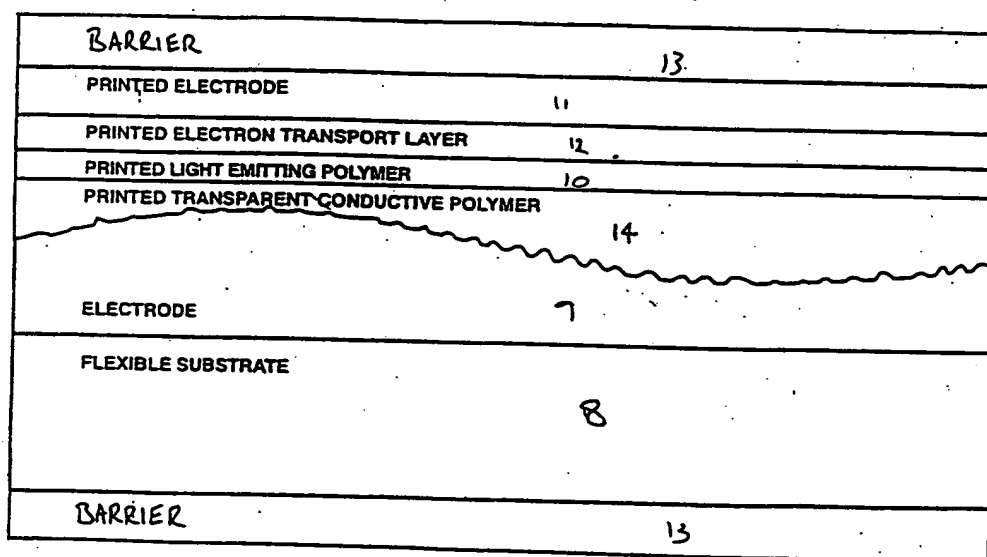 BARRIER 13
PRINTED ELECTRODE 11
PRINTED ELECTRON TRANSPORT LAYER 12
PRINTED LIGHT EMITTING POLYMER 10
PRINTED TRANSPARENT CONDUCTIVE POLYMER
14
ELECTRODE 7
FLEXIBLE SUBSTRATE
8
BARRIER 13